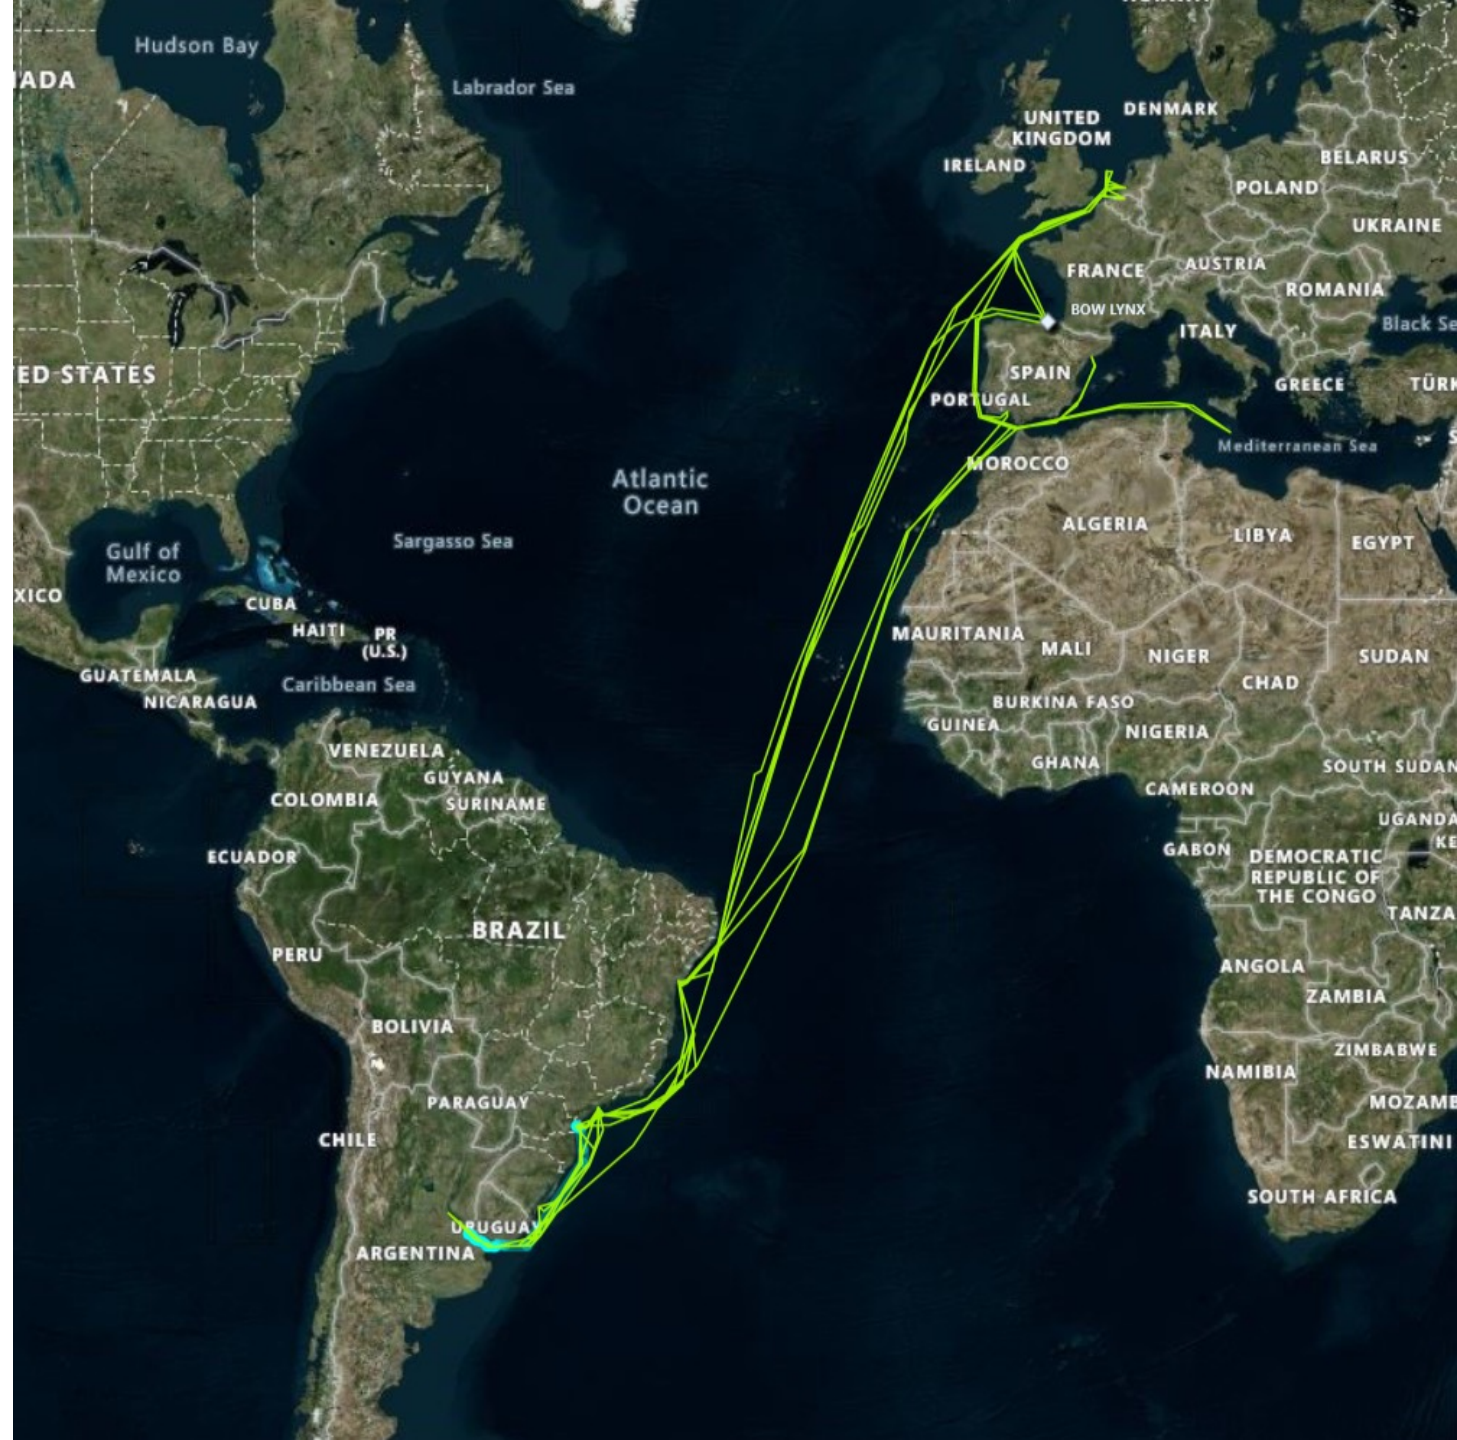 Hudson Bay
Labrador Sea
UNITED
KINGDOM
DENMARK
IRELAND
BELARUS
POLAND
UKRAINE
FRANCE
AUSTRIA
ROMANIA
BOW LYNX
ITALY
Black Se
ED STATES
SPAIN
GREECE
TÜRK
PORTUGAL
Mediterranean Sea
MOROCCO
Atlantic
Ocean
ALGERIA
LIBYA
EGYPT
Sargasso Sea
Gulf of
Mexico
XICO
CUBA
HAITI
PR
(U.S.)
MAURITANIA
MALI
NIGER
SUDAN
CHAD
GUATEMALA
Caribbean Sea
NICARAGUA
BURKINA FASO
GUINEA
NIGERIA
VENEZUELA
GHANA
SOUTH SUDAN
GUYANA
CAMEROON
COLOMBIA
SURINAME
UGANDA
KE
GABON
ECUADOR
DEMOCRATIC
REPUBLIC OF
THE CONGO
TANZA
BRAZIL
PERU
ANGOLA
ZAMBIA
BOLIVIA
ZIMBABWE
NAMIBIA
PARAGUAY
MOZAMB
CHILE
ESWATINI
SOUTH AFRICA
URUGUAY
ARGENTINA